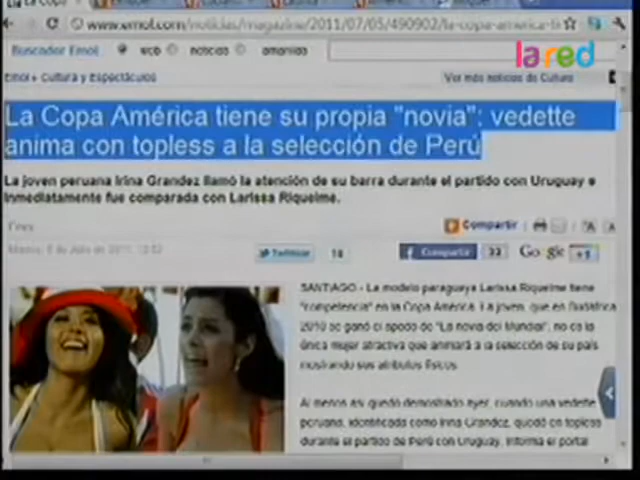 www.emol.com/noticias/magazine/2011/07/05/490902/la-copa-america-ti
Buscador Emol web noticias
la red
Emol » Cultura y Espectáculos
Ver más noticias de Cultura
La Copa América tiene su propia "novia": vedette
anima con topless a la selección de Perú
La joven peruana Irina Grandez llamó la atención de su barra durante el partido con Uruguay e
inmediatamente fue comparada con Larissa Riquelme.
Compartir
Twittear 18 Compartir 33 Google +1
SANTIAGO - La modelo paraguaya Larissa Riquelme tiene
"competencia" en la Copa América. La joven, que en Sudáfrica
2010 se ganó el apodo de "La novia del Mundial", no es la
única mujer atractiva que animará a la selección de su país
mostrando sus atributos físicos.
Al menos así quedó demostrado ayer, cuando una vedette
peruana, identificada como Irina Grandez, quedó en topless
durante el partido de Perú con Uruguay. Informa el portal